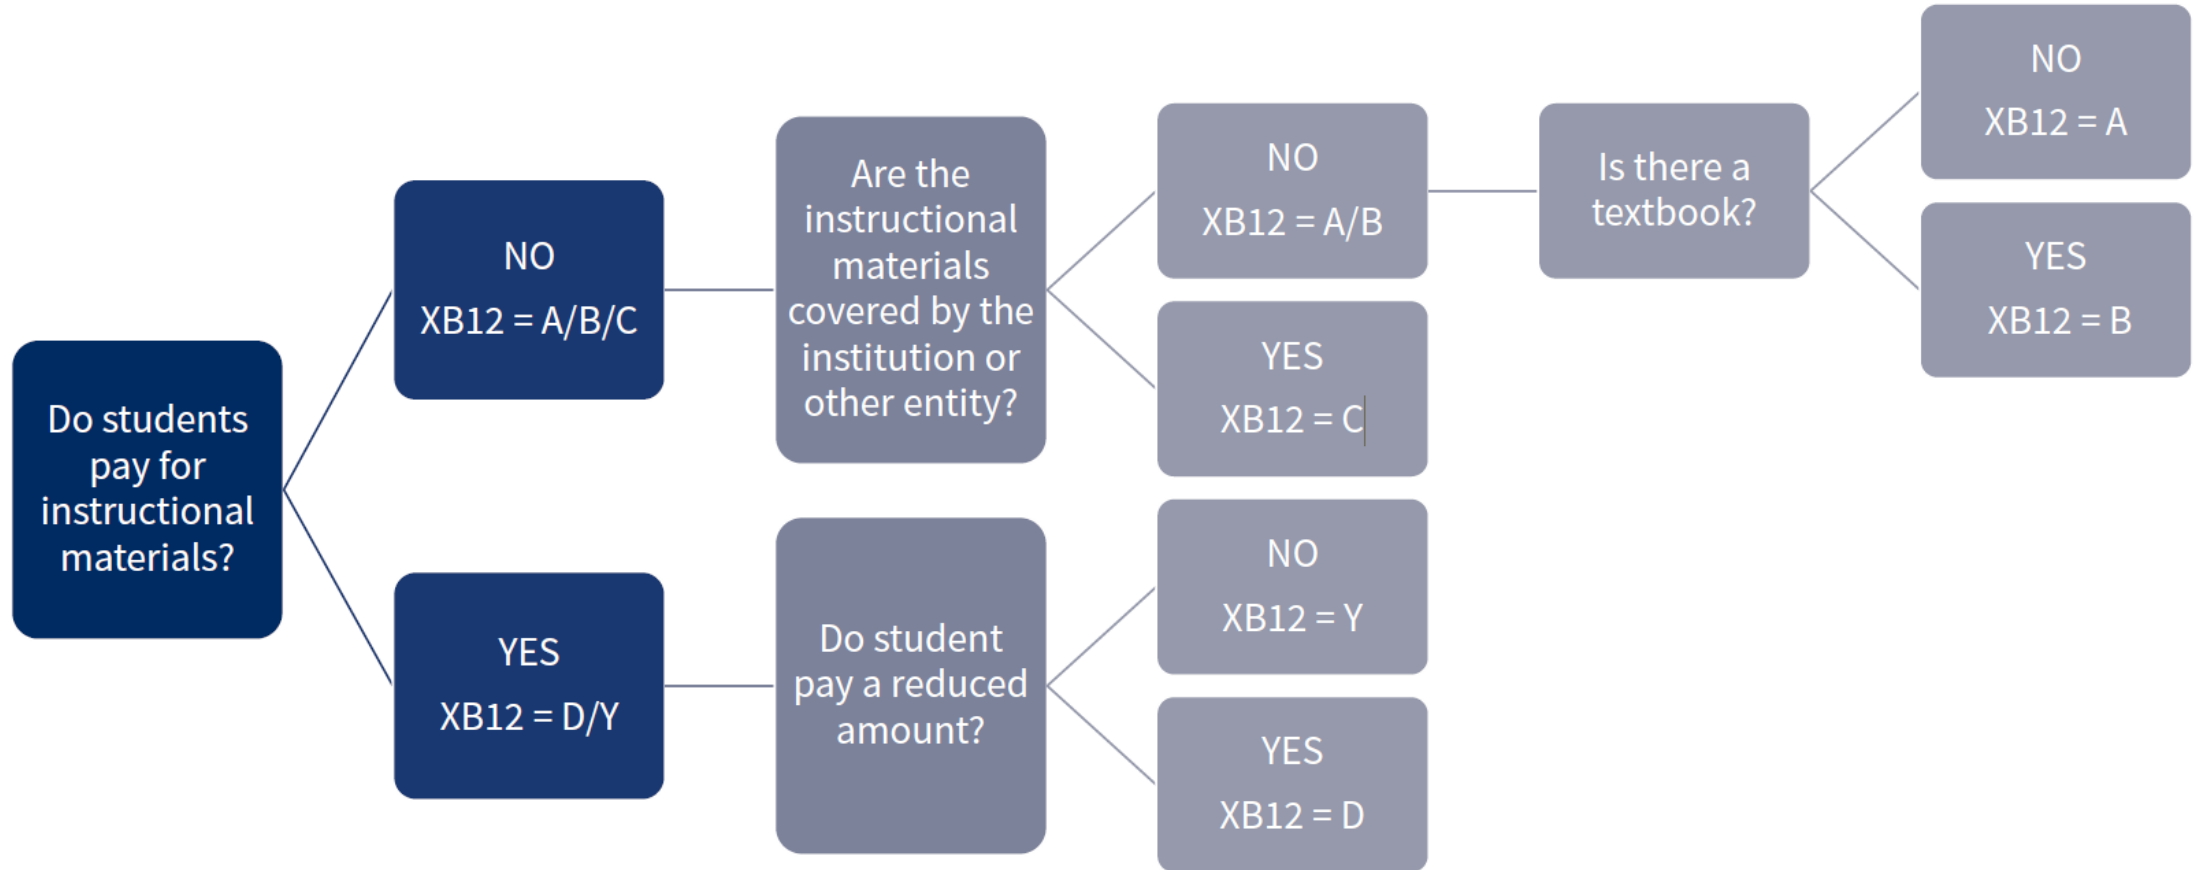 Do students
pay for
instructional
materials?
NO
XB12 = A/B/C
YES
XB12 = D/Y
Are the
instructional
materials
covered by the
institution or
other entity?
Do student
pay a reduced
amount?
NO
XB12 = A/B
YES
XB12 = C
NO
XB12 = Y
YES
XB12 = D
Is there a
textbook?
NO
XB12 = A
YES
XB12 = B